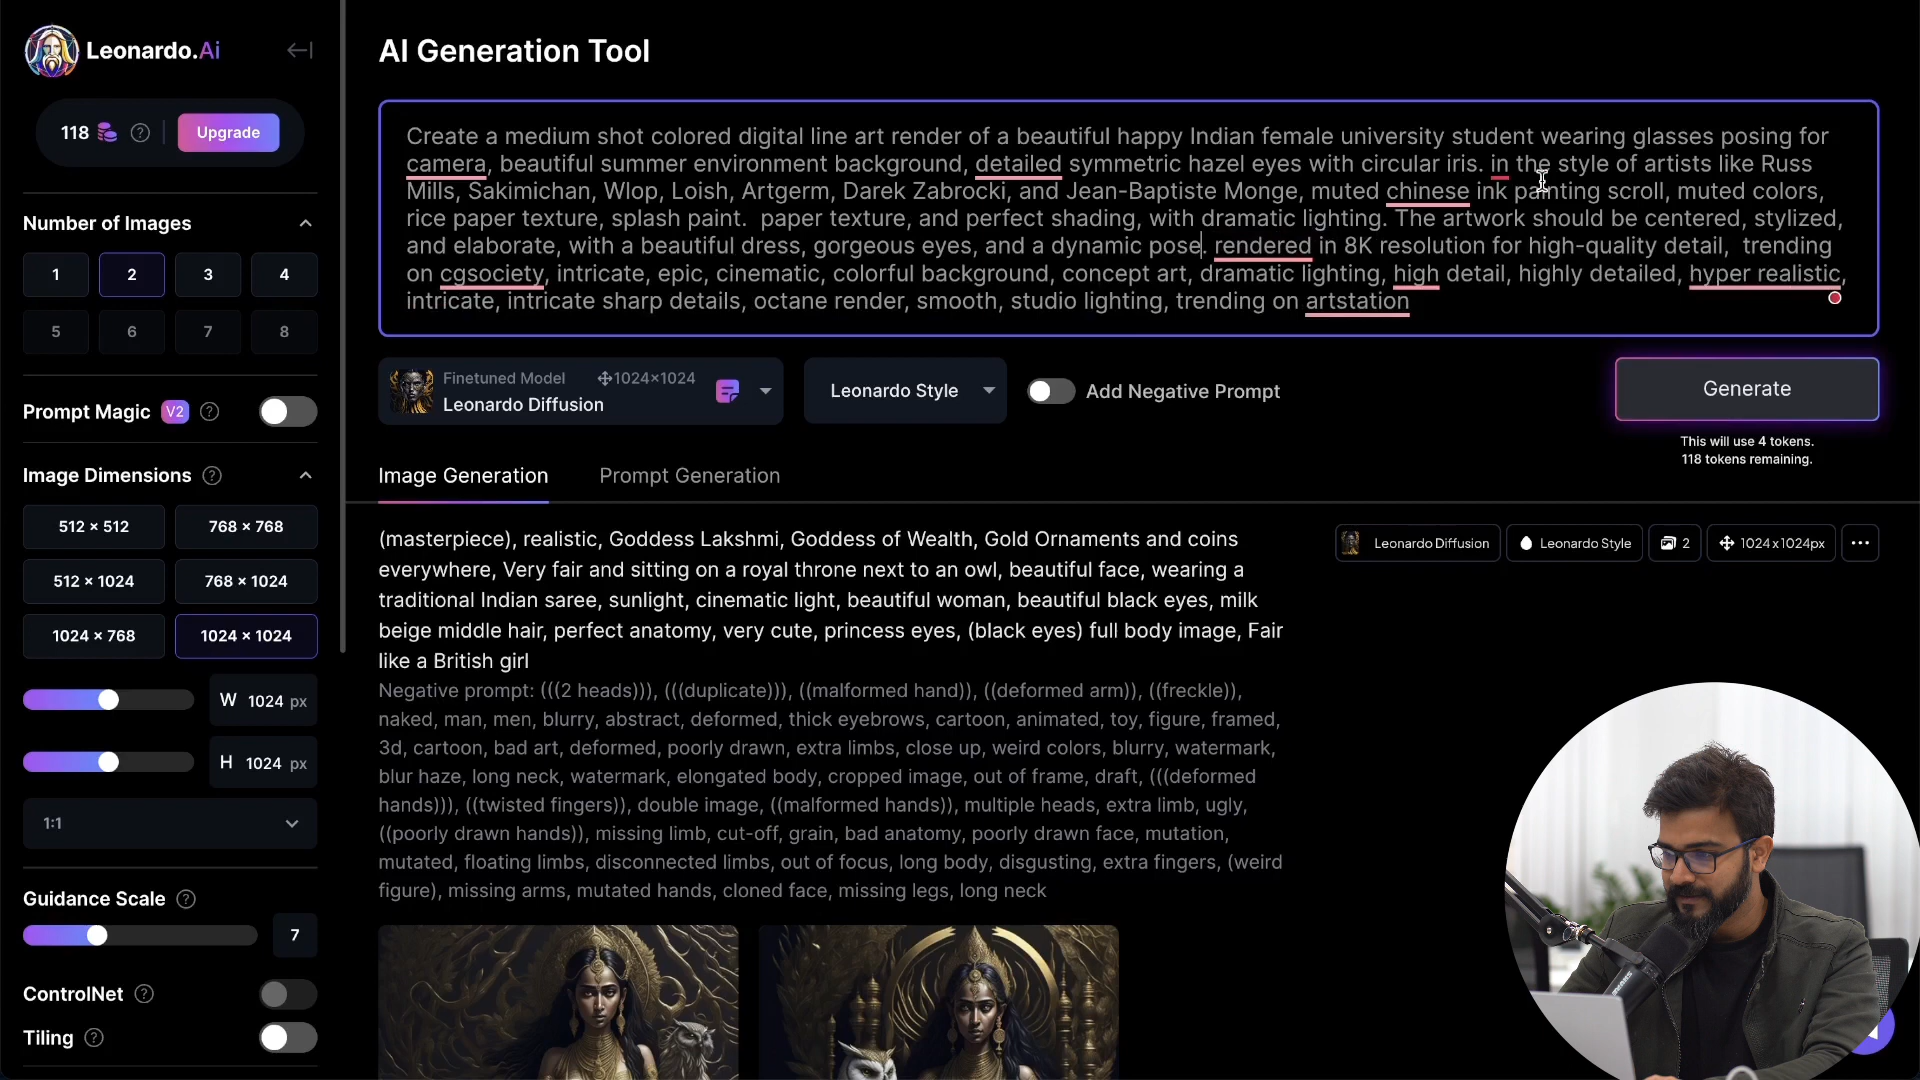 Leonardo.Ai
118
Upgrade
Number of Images
1 2 3 4
5 6 7 8
Prompt Magic V2
Image Dimensions
512 × 512 768 × 768
512 × 1024 768 × 1024
1024 × 768 1024 × 1024
W 1024 px
H 1024 px
1:1
Guidance Scale
7
ControlNet
Tiling
AI Generation Tool
Create a medium shot colored digital line art render of a beautiful happy Indian female university student wearing glasses posing for
camera, beautiful summer environment background, detailed symmetric hazel eyes with circular iris. in the style of artists like Russ
Mills, Sakimichan, Wlop, Loish, Artgerm, Darek Zabrocki, and Jean-Baptiste Monge, muted chinese ink painting scroll, muted colors,
rice paper texture, splash paint.  paper texture, and perfect shading, with dramatic lighting. The artwork should be centered, stylized,
and elaborate, with a beautiful dress, gorgeous eyes, and a dynamic pose. rendered in 8K resolution for high-quality detail,  trending
on cgsociety, intricate, epic, cinematic, colorful background, concept art, dramatic lighting, high detail, highly detailed, hyper realistic,
intricate, intricate sharp details, octane render, smooth, studio lighting, trending on artstation
Finetuned Model 1024×1024
Leonardo Diffusion
Leonardo Style
Add Negative Prompt
Generate
This will use 4 tokens.
118 tokens remaining.
Image Generation Prompt Generation
(masterpiece), realistic, Goddess Lakshmi, Goddess of Wealth, Gold Ornaments and coins
everywhere, Very fair and sitting on a royal throne next to an owl, beautiful face, wearing a
traditional Indian saree, sunlight, cinematic light, beautiful woman, beautiful black eyes, milk
beige middle hair, perfect anatomy, very cute, princess eyes, (black eyes) full body image, Fair
like a British girl
Negative prompt: (((2 heads))), (((duplicate))), ((malformed hand)), ((deformed arm)), ((freckle)),
naked, man, men, blurry, abstract, deformed, thick eyebrows, cartoon, animated, toy, figure, framed,
3d, cartoon, bad art, deformed, poorly drawn, extra limbs, close up, weird colors, blurry, watermark,
blur haze, long neck, watermark, elongated body, cropped image, out of frame, draft, (((deformed
hands))), ((twisted fingers)), double image, ((malformed hands)), multiple heads, extra limb, ugly,
((poorly drawn hands)), missing limb, cut-off, grain, bad anatomy, poorly drawn face, mutation,
mutated, floating limbs, disconnected limbs, out of focus, long body, disgusting, extra fingers, (weird
figure), missing arms, mutated hands, cloned face, missing legs, long neck
Leonardo Diffusion Leonardo Style 2 1024x1024px